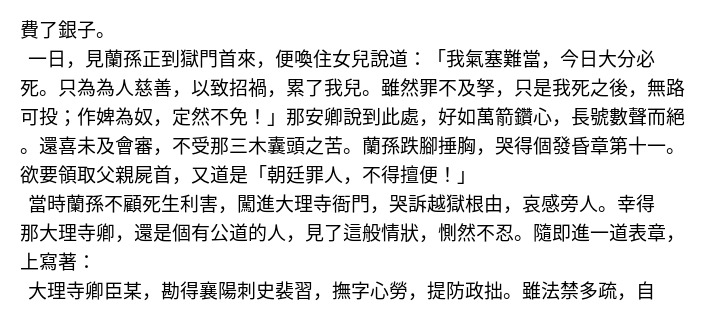 費了銀子。
一日，見蘭孫正到獄門首來，便喚住女兒說道：「我氣塞難當，今日大分必
死。只為為人慈善，以致招禍，累了我兒。雖然罪不及孥，只是我死之後，無路
可投；作婢為奴，定然不免！」那安卿說到此處，好如萬箭鑽心，長號數聲而絕
。還喜未及會審，不受那三木囊頭之苦。蘭孫跌腳捶胸，哭得個發昏章第十一。
欲要領取父親屍首，又道是「朝廷罪人，不得擅便！」
當時蘭孫不顧死生利害，闖進大理寺衙門，哭訴越獄根由，哀感旁人。幸得
那大理寺卿，還是個有公道的人，見了這般情狀，惻然不忍。隨即進一道表章，
上寫著：
大理寺卿臣某，勘得襄陽刺史裴習，撫字心勞，提防政拙。雖法禁多疏，自